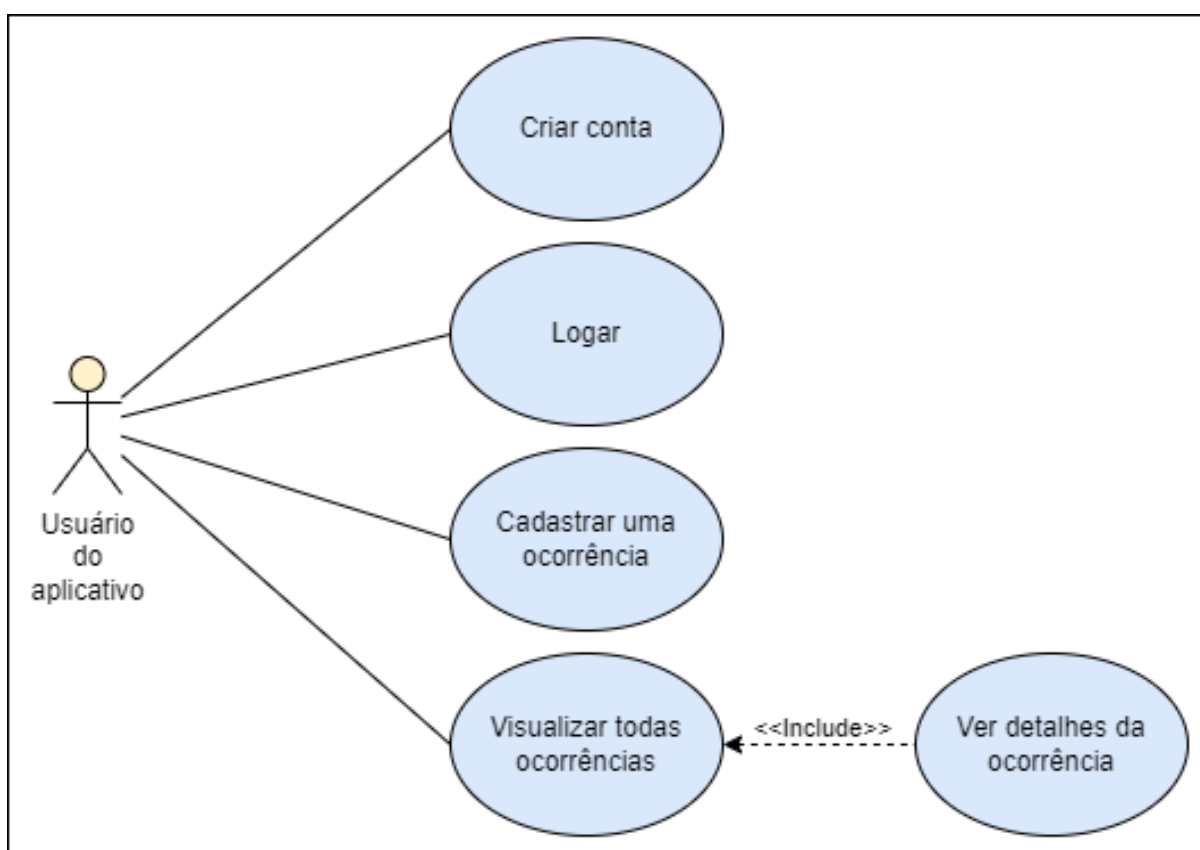 Criar conta
Logar
Usuário
do
aplicativo
Cadastrar uma
ocorrência
Visualizar todas
ocorrências
<<Include>>
Ver detalhes da
ocorrência